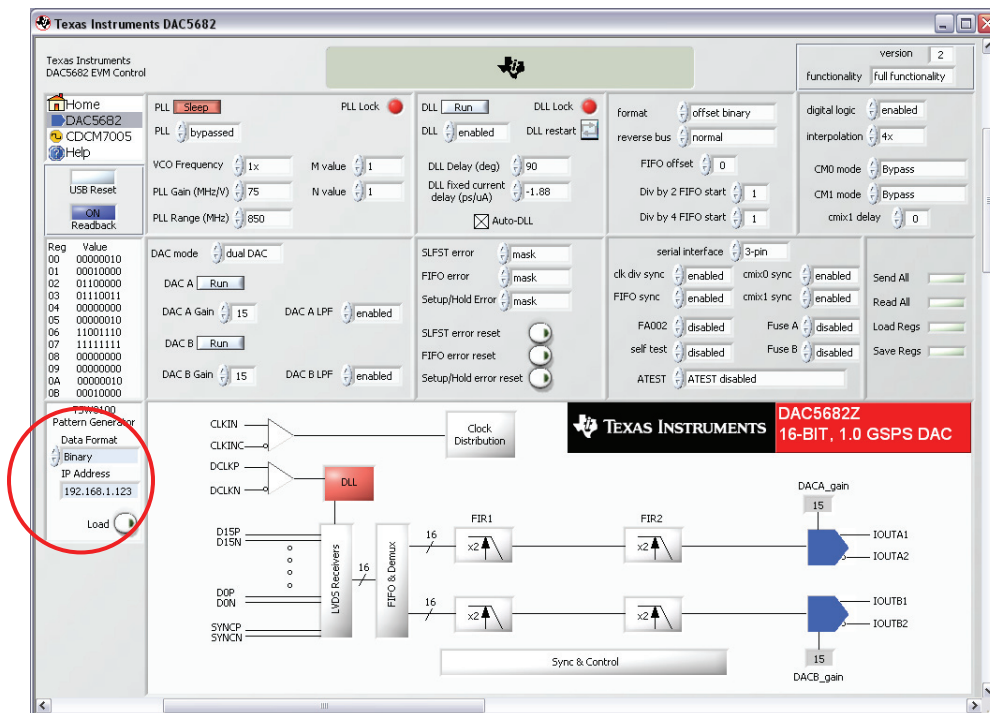 Texas Instruments DAC5682
Texas Instruments
DAC5682 EVM Control
version 2
functionality full functionality
Home
DAC5682
CDCM7005
Help
USB Reset
ON
Readback
PLL Sleep PLL Lock
PLL bypassed
VCO Frequency 1x M value 1
PLL Gain (MHz/V) 75 N value 1
PLL Range (MHz) 850
DLL Run DLL Lock
DLL enabled DLL restart
DLL Delay (deg) 90
DLL fixed current
delay (ps/uA) -1.88
Auto-DLL
format offset binary
reverse bus normal
FIFO offset 0
Div by 2 FIFO start 1
Div by 4 FIFO start 1
digital logic enabled
interpolation 4x
CM0 mode Bypass
CM1 mode Bypass
cmix1 delay 0
Reg Value
00 00000010
01 00010000
02 01100000
03 01110011
04 00000000
05 00000010
06 11001110
07 11111111
08 00000000
09 00000000
0A 00000010
0B 00010000
DAC mode dual DAC
DAC A Run
DAC A Gain 15 DAC A LPF enabled
DAC B Run
DAC B Gain 15 DAC B LPF enabled
SLFST error mask
FIFO error mask
Setup/Hold Error mask
SLFST error reset
FIFO error reset
Setup/Hold error reset
serial interface 3-pin
clk div sync enabled cmix0 sync enabled
FIFO sync enabled cmix1 sync enabled
FA002 disabled Fuse A disabled
self test disabled Fuse B disabled
ATEST ATEST disabled
Send All
Read All
Load Regs
Save Regs
TSW3100
Pattern Generator
Data Format
Binary
IP Address
192.168.1.123
Load
TEXAS INSTRUMENTS
DAC5682Z
16-BIT, 1.0 GSPS DAC
CLKIN
CLKINC
Clock
Distribution
DCLKP
DCLKN
DLL
D15P
D15N
D0P
D0N
SYNCP
SYNCN
LVDS Receivers
16
FIFO & Demux
16
FIR1
x2
FIR2
x2
DACA_gain
15
IOUTA1
IOUTA2
16
x2
x2
IOUTB1
IOUTB2
15
DACB_gain
Sync & Control